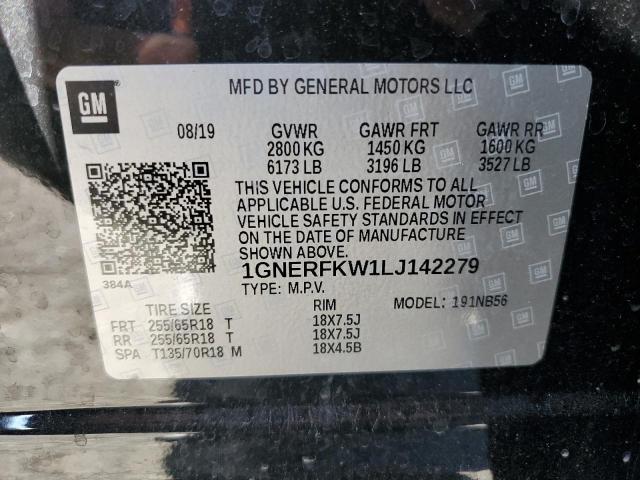 GM
MFD BY GENERAL MOTORS LLC
08/19 GVWR GAWR FRT GAWR RR
2800 KG 1450 KG 1600 KG
6173 LB 3196 LB 3527 LB
THIS VEHICLE CONFORMS TO ALL
APPLICABLE U.S. FEDERAL MOTOR
VEHICLE SAFETY STANDARDS IN EFFECT
ON THE DATE OF MANUFACTURE
SHOWN ABOVE.
1GNERFKW1LJ142279
384A
TYPE: M.P.V.
TIRE SIZE RIM MODEL: 191NB56
FRT 255/65R18 T 18X7.5J
RR 255/65R18 T 18X7.5J
SPA T135/70R18 M 18X4.5B